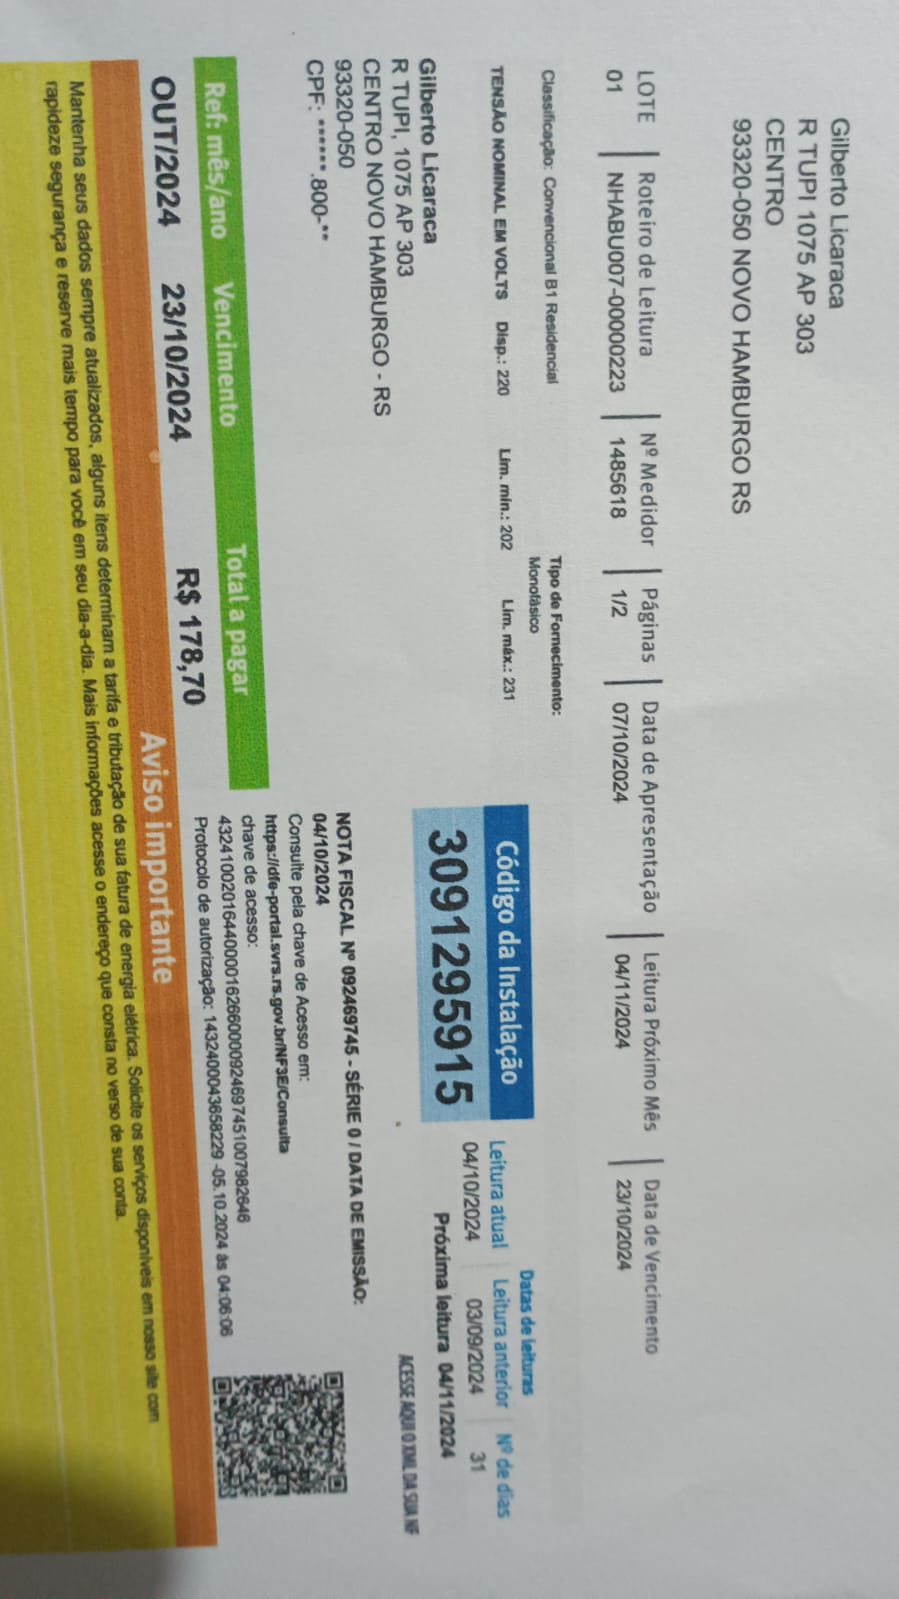 Gilberto Licaraca
R TUPI 1075 AP 303
CENTRO
93320-050 NOVO HAMBURGO RS
LOTE | Roteiro de Leitura | Nº Medidor | Páginas | Data de Apresentação | Leitura Próximo Mês | Data de Vencimento
01 | NHABU007-00000223 | 1485618 | 1/2 | 07/10/2024 | 04/11/2024 | 23/10/2024
Classificação: Convencional B1 Residencial
Tipo de Fornecimento:
Monofásico
TENSÃO NOMINAL EM VOLTS Disp.: 220 Lim. min.: 202 Lim. máx.: 231
Código da Instalação
3091295915
Datas de leituras
Leitura atual | Leitura anterior | Nº de dias
04/10/2024 03/09/2024 31
Próxima leitura 04/11/2024
Gilberto Licaraca
R TUPI, 1075 AP 303
CENTRO NOVO HAMBURGO - RS
93320-050
CPF: ******.800-**
ACESSE AQUI O XML DA SUA NF
NOTA FISCAL Nº 092469745 - SÉRIE 0 / DATA DE EMISSÃO:
04/10/2024
Consulte pela chave de Acesso em:
https://dfe-portal.svrs.rs.gov.br/NF3E/Consulta
chave de acesso:
Protocolo de autorização: 1432400043658229 -05.10.2024 às 04:06:06
Ref: mês/ano Vencimento Total a pagar
OUT/2024 23/10/2024 R$ 178,70
Aviso importante
Mantenha seus dados sempre atualizados, alguns itens determinam a tarifa e tributação de sua fatura de energia elétrica. Solicite os serviços disponíveis em nosso site com
rapideze segurança e reserve mais tempo para você em seu dia-a-dia. Mais informações acesse o endereço que consta no verso de sua conta.